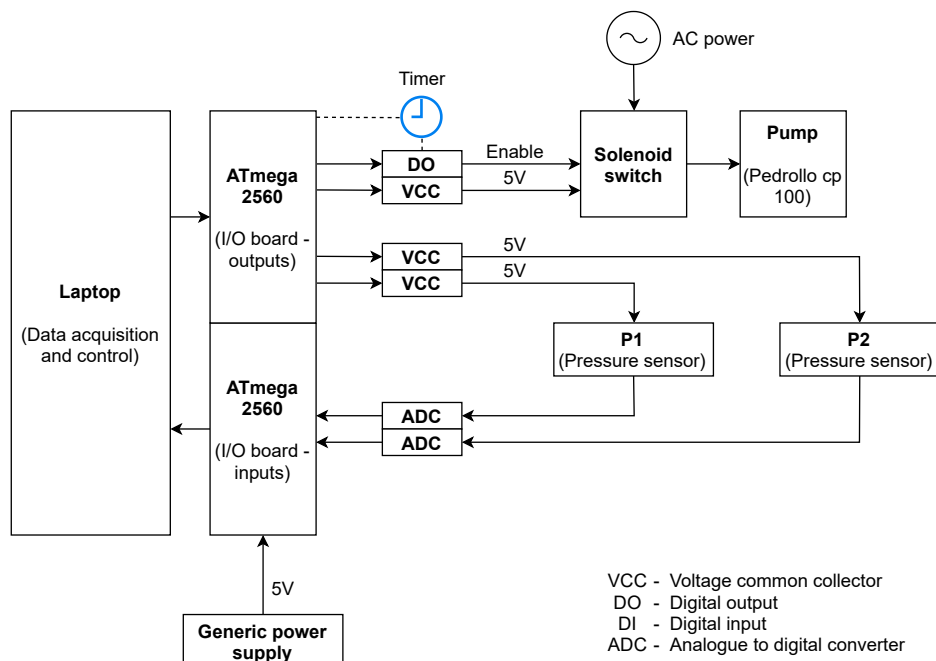 AC power
Timer
Laptop
(Data acquisition
and control)
ATmega
2560
(I/O board -
outputs)
ATmega
2560
(I/O board -
inputs)
DO
VCC
Enable
5V
Solenoid
switch
Pump
(Pedrollo cp
100)
VCC
VCC
5V
5V
P1
(Pressure sensor)
P2
(Pressure sensor)
ADC
ADC
5V
Generic power
supply
VCC - Voltage common collector
DO - Digital output
DI - Digital input
ADC - Analogue to digital converter